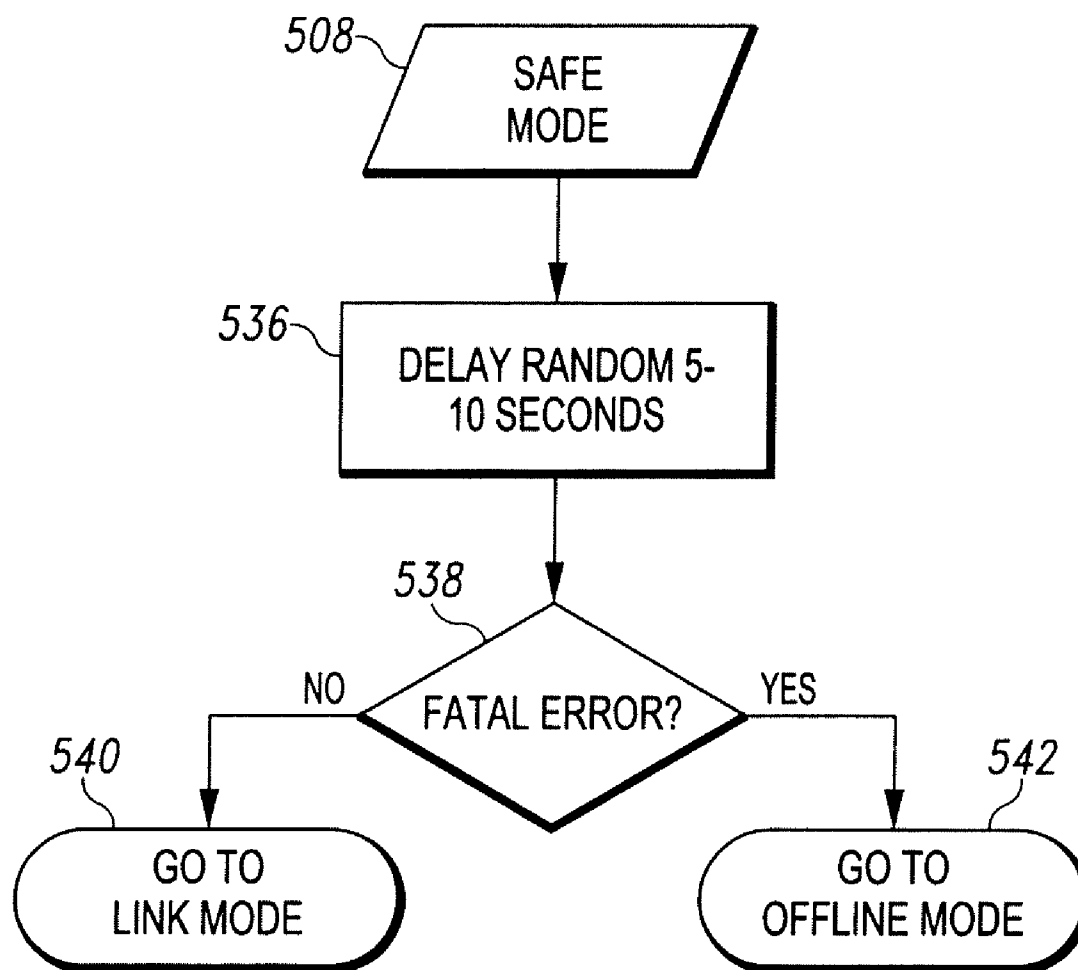 508
SAFE
MODE
536
DELAY RANDOM 5-
10 SECONDS
538
NO
FATAL ERROR?
YES
540
GO TO
LINK MODE
542
GO TO
OFFLINE MODE